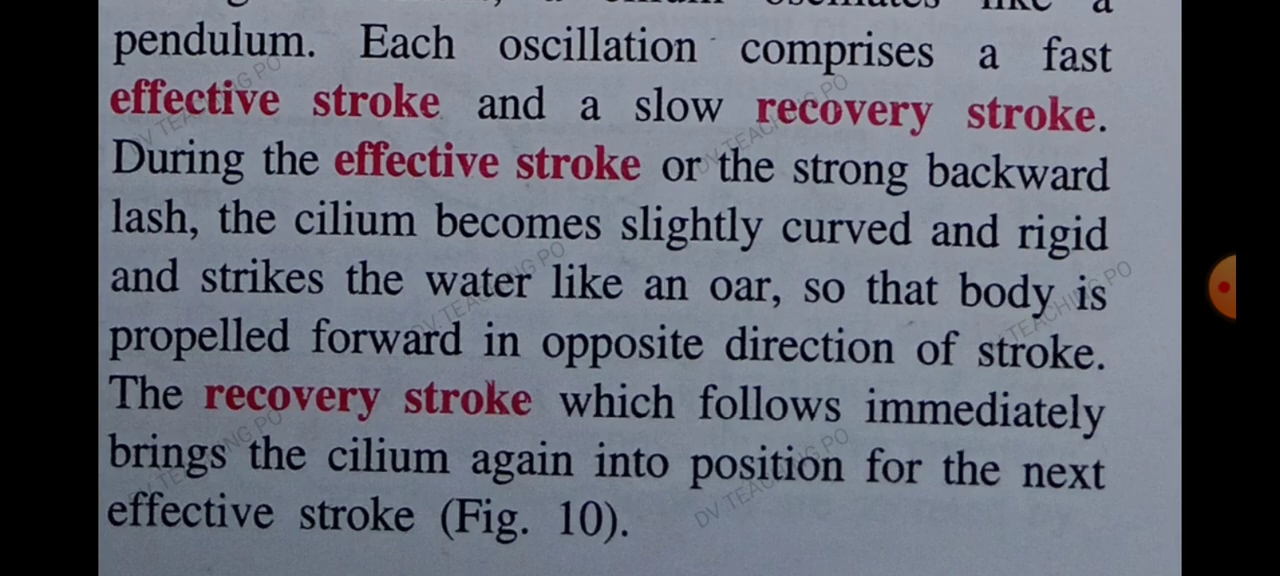 pendulum. Each oscillation comprises a fast
effective stroke and a slow recovery stroke.
During the effective stroke or the strong backward
lash, the cilium becomes slightly curved and rigid
and strikes the water like an oar, so that body is
propelled forward in opposite direction of stroke.
The recovery stroke which follows immediately
brings the cilium again into position for the next
effective stroke (Fig. 10).
DV TEACHING PO